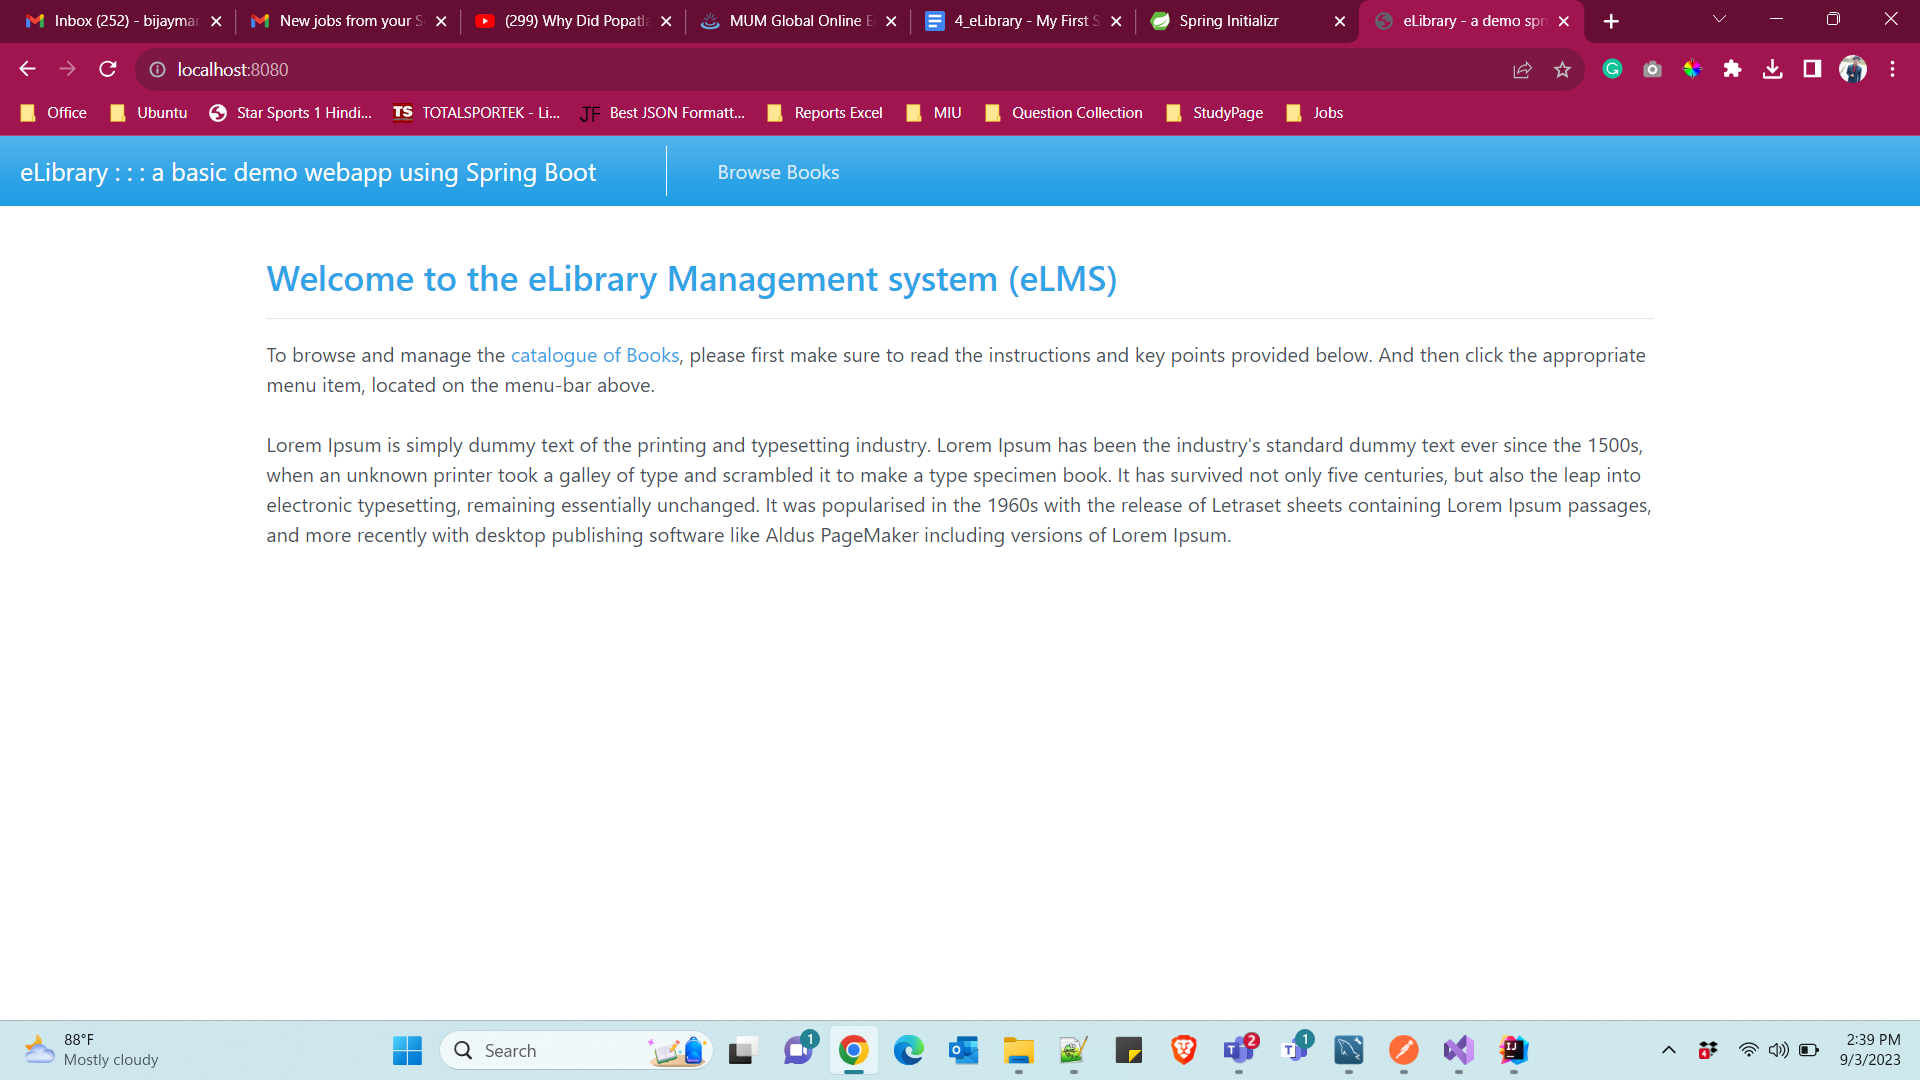 Inbox (252) - bijaymar
New jobs from your S
(299) Why Did Popatla
MUM Global Online E
4_eLibrary - My First S
Spring Initializr
eLibrary - a demo spri
localhost:8080
Office
Ubuntu
Star Sports 1 Hindi...
TS
TOTALSPORTEK - Li...
JF
Best JSON Formatt...
Reports Excel
MIU
Question Collection
StudyPage
Jobs
eLibrary : : : a basic demo webapp using Spring Boot
Browse Books
Welcome to the eLibrary Management system (eLMS)
To browse and manage the catalogue of Books, please first make sure to read the instructions and key points provided below. And then click the appropriate
menu item, located on the menu-bar above.
Lorem Ipsum is simply dummy text of the printing and typesetting industry. Lorem Ipsum has been the industry's standard dummy text ever since the 1500s,
when an unknown printer took a galley of type and scrambled it to make a type specimen book. It has survived not only five centuries, but also the leap into
electronic typesetting, remaining essentially unchanged. It was popularised in the 1960s with the release of Letraset sheets containing Lorem Ipsum passages,
and more recently with desktop publishing software like Aldus PageMaker including versions of Lorem Ipsum.
88°F
Mostly cloudy
Search
1
2
1
4
2:39 PM
9/3/2023